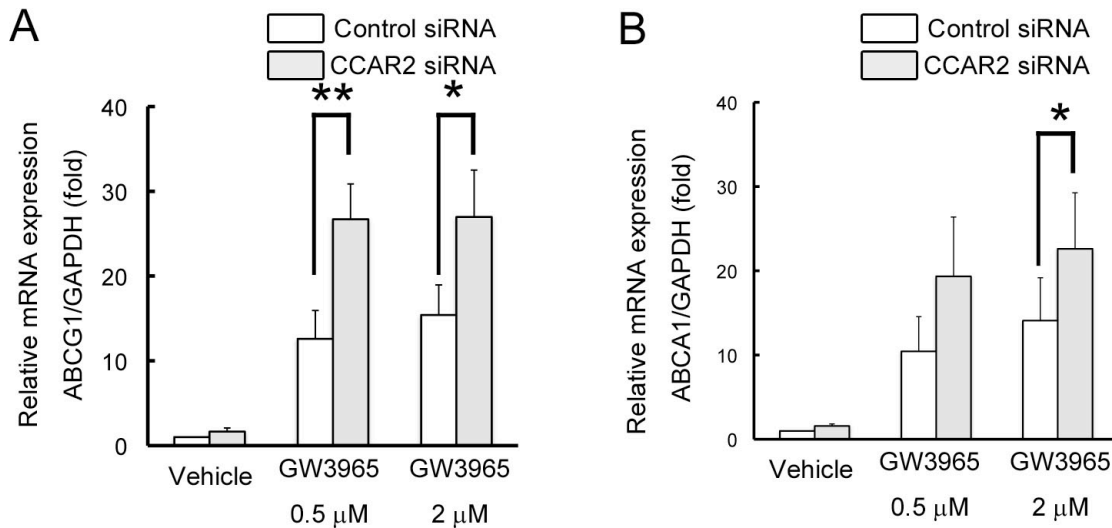 A
Control siRNA
CCAR2 siRNA
Relative mRNA expression
ABCG1/GAPDH (fold)
40
30
20
10
0
**
*
Vehicle
GW3965
0.5 μM
GW3965
2 μM
B
Control siRNA
CCAR2 siRNA
Relative mRNA expression
ABCA1/GAPDH (fold)
40
30
20
10
0
*
Vehicle
GW3965
0.5 μM
GW3965
2 μM